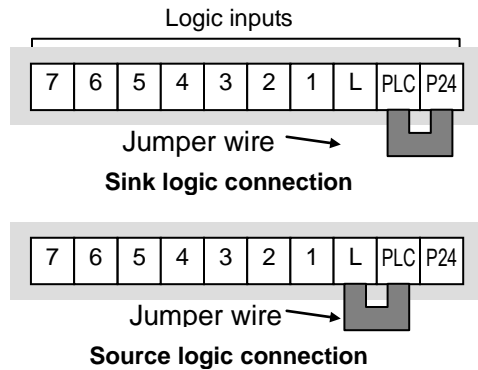 Logic inputs
7 6 5 4 3 2 1 L PLC P24
Jumper wire
Sink logic connection
7 6 5 4 3 2 1 L PLC P24
Jumper wire
Source logic connection